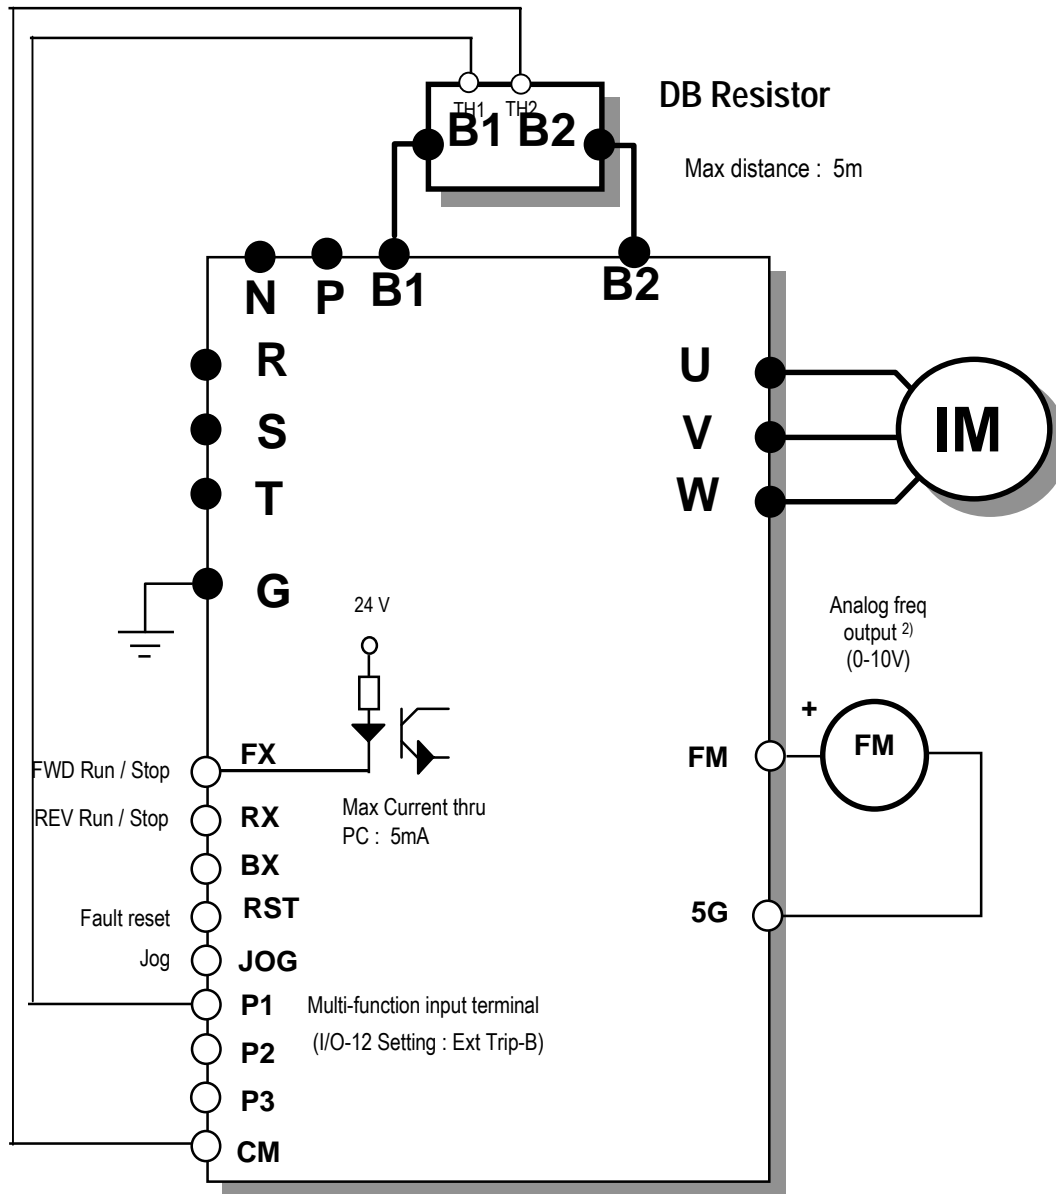 DB Resistor
TH1 TH2
B1 B2
Max distance : 5m
N P B1 B2
R
S
T
G
U
V
W
IM
24 V
Analog freq
output 2)
(0-10V)
+
FM
FM
5G
FWD Run / Stop FX
Max Current thru
PC : 5mA
REV Run / Stop RX
BX
Fault reset RST
Jog JOG
P1 Multi-function input terminal
(I/O-12 Setting : Ext Trip-B)
P2
P3
CM